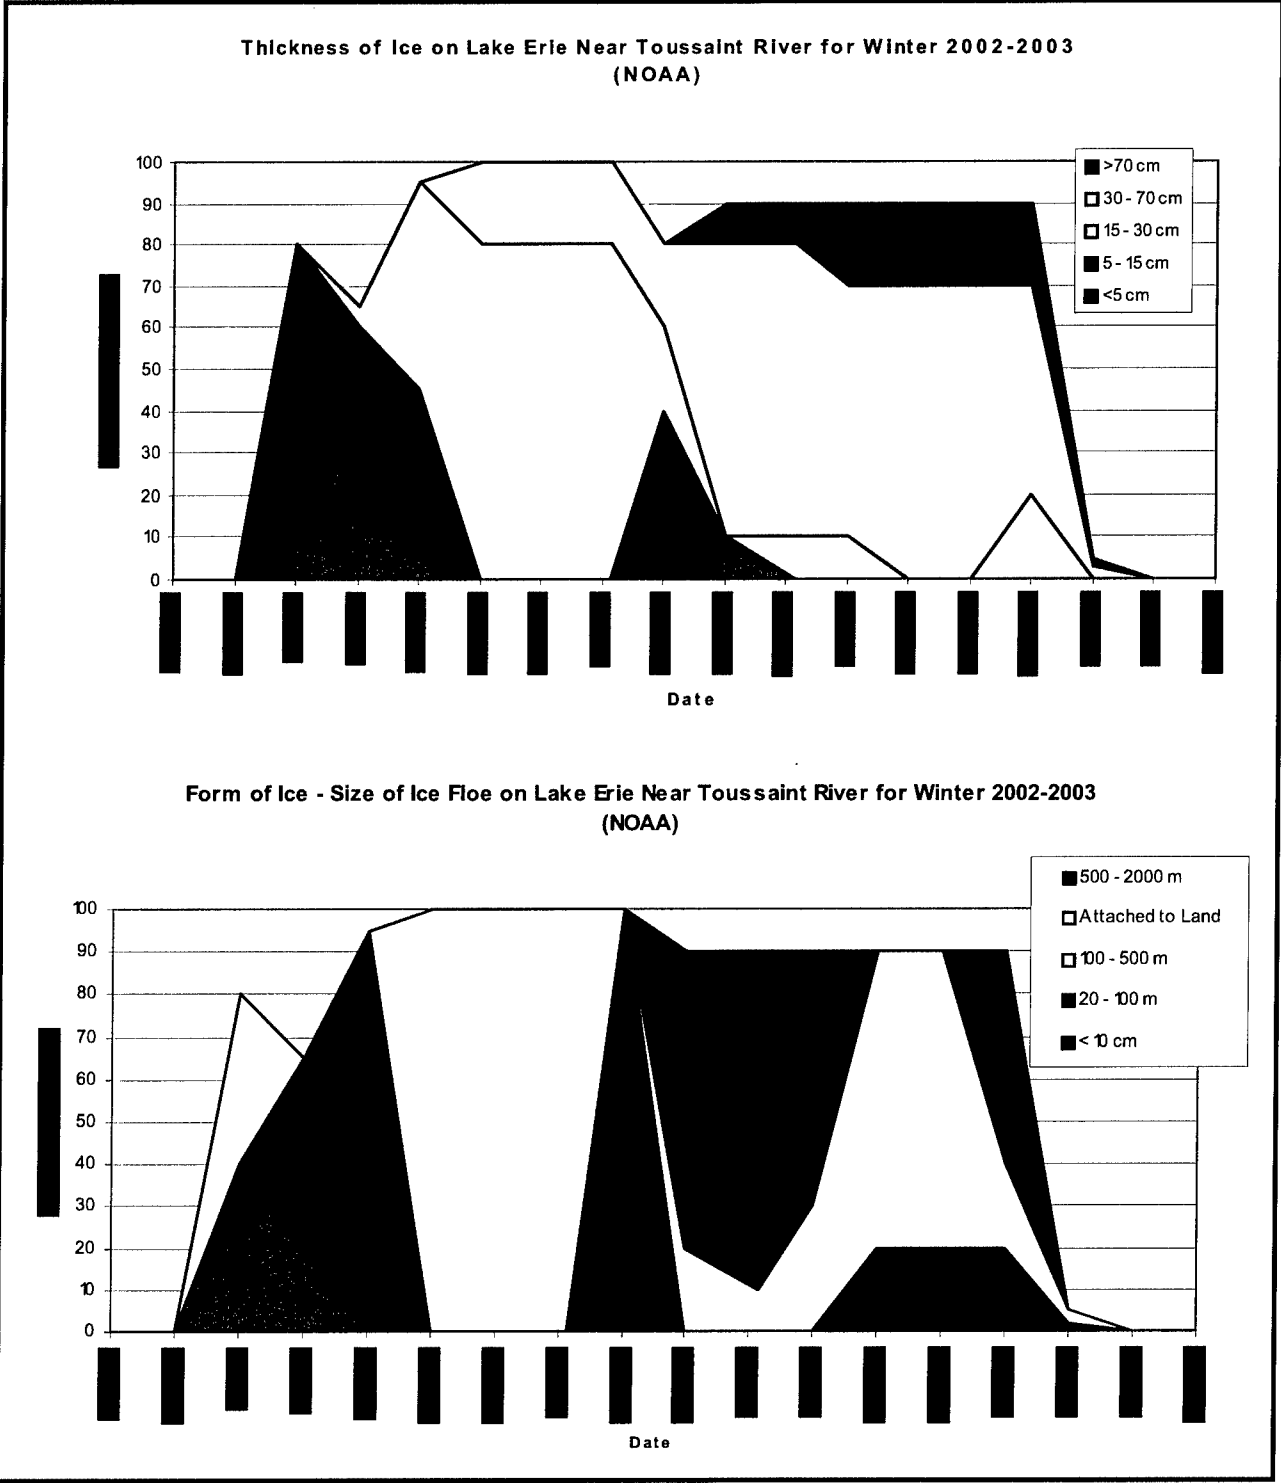 Thickness of Ice on Lake Erie Near Toussaint River for Winter 2002-2003
(NOAA)
100
90
80
70
60
50
40
30
20
10
0
>70 cm
30 - 70 cm
15 - 30 cm
5 - 15 cm
<5 cm
Date
Form of Ice - Size of Ice Floe on Lake Erie Near Toussaint River for Winter 2002-2003
(NOAA)
100
90
80
70
60
50
40
30
20
10
0
500 - 2000 m
Attached to Land
100 - 500 m
20 - 100 m
< 10 cm
Date